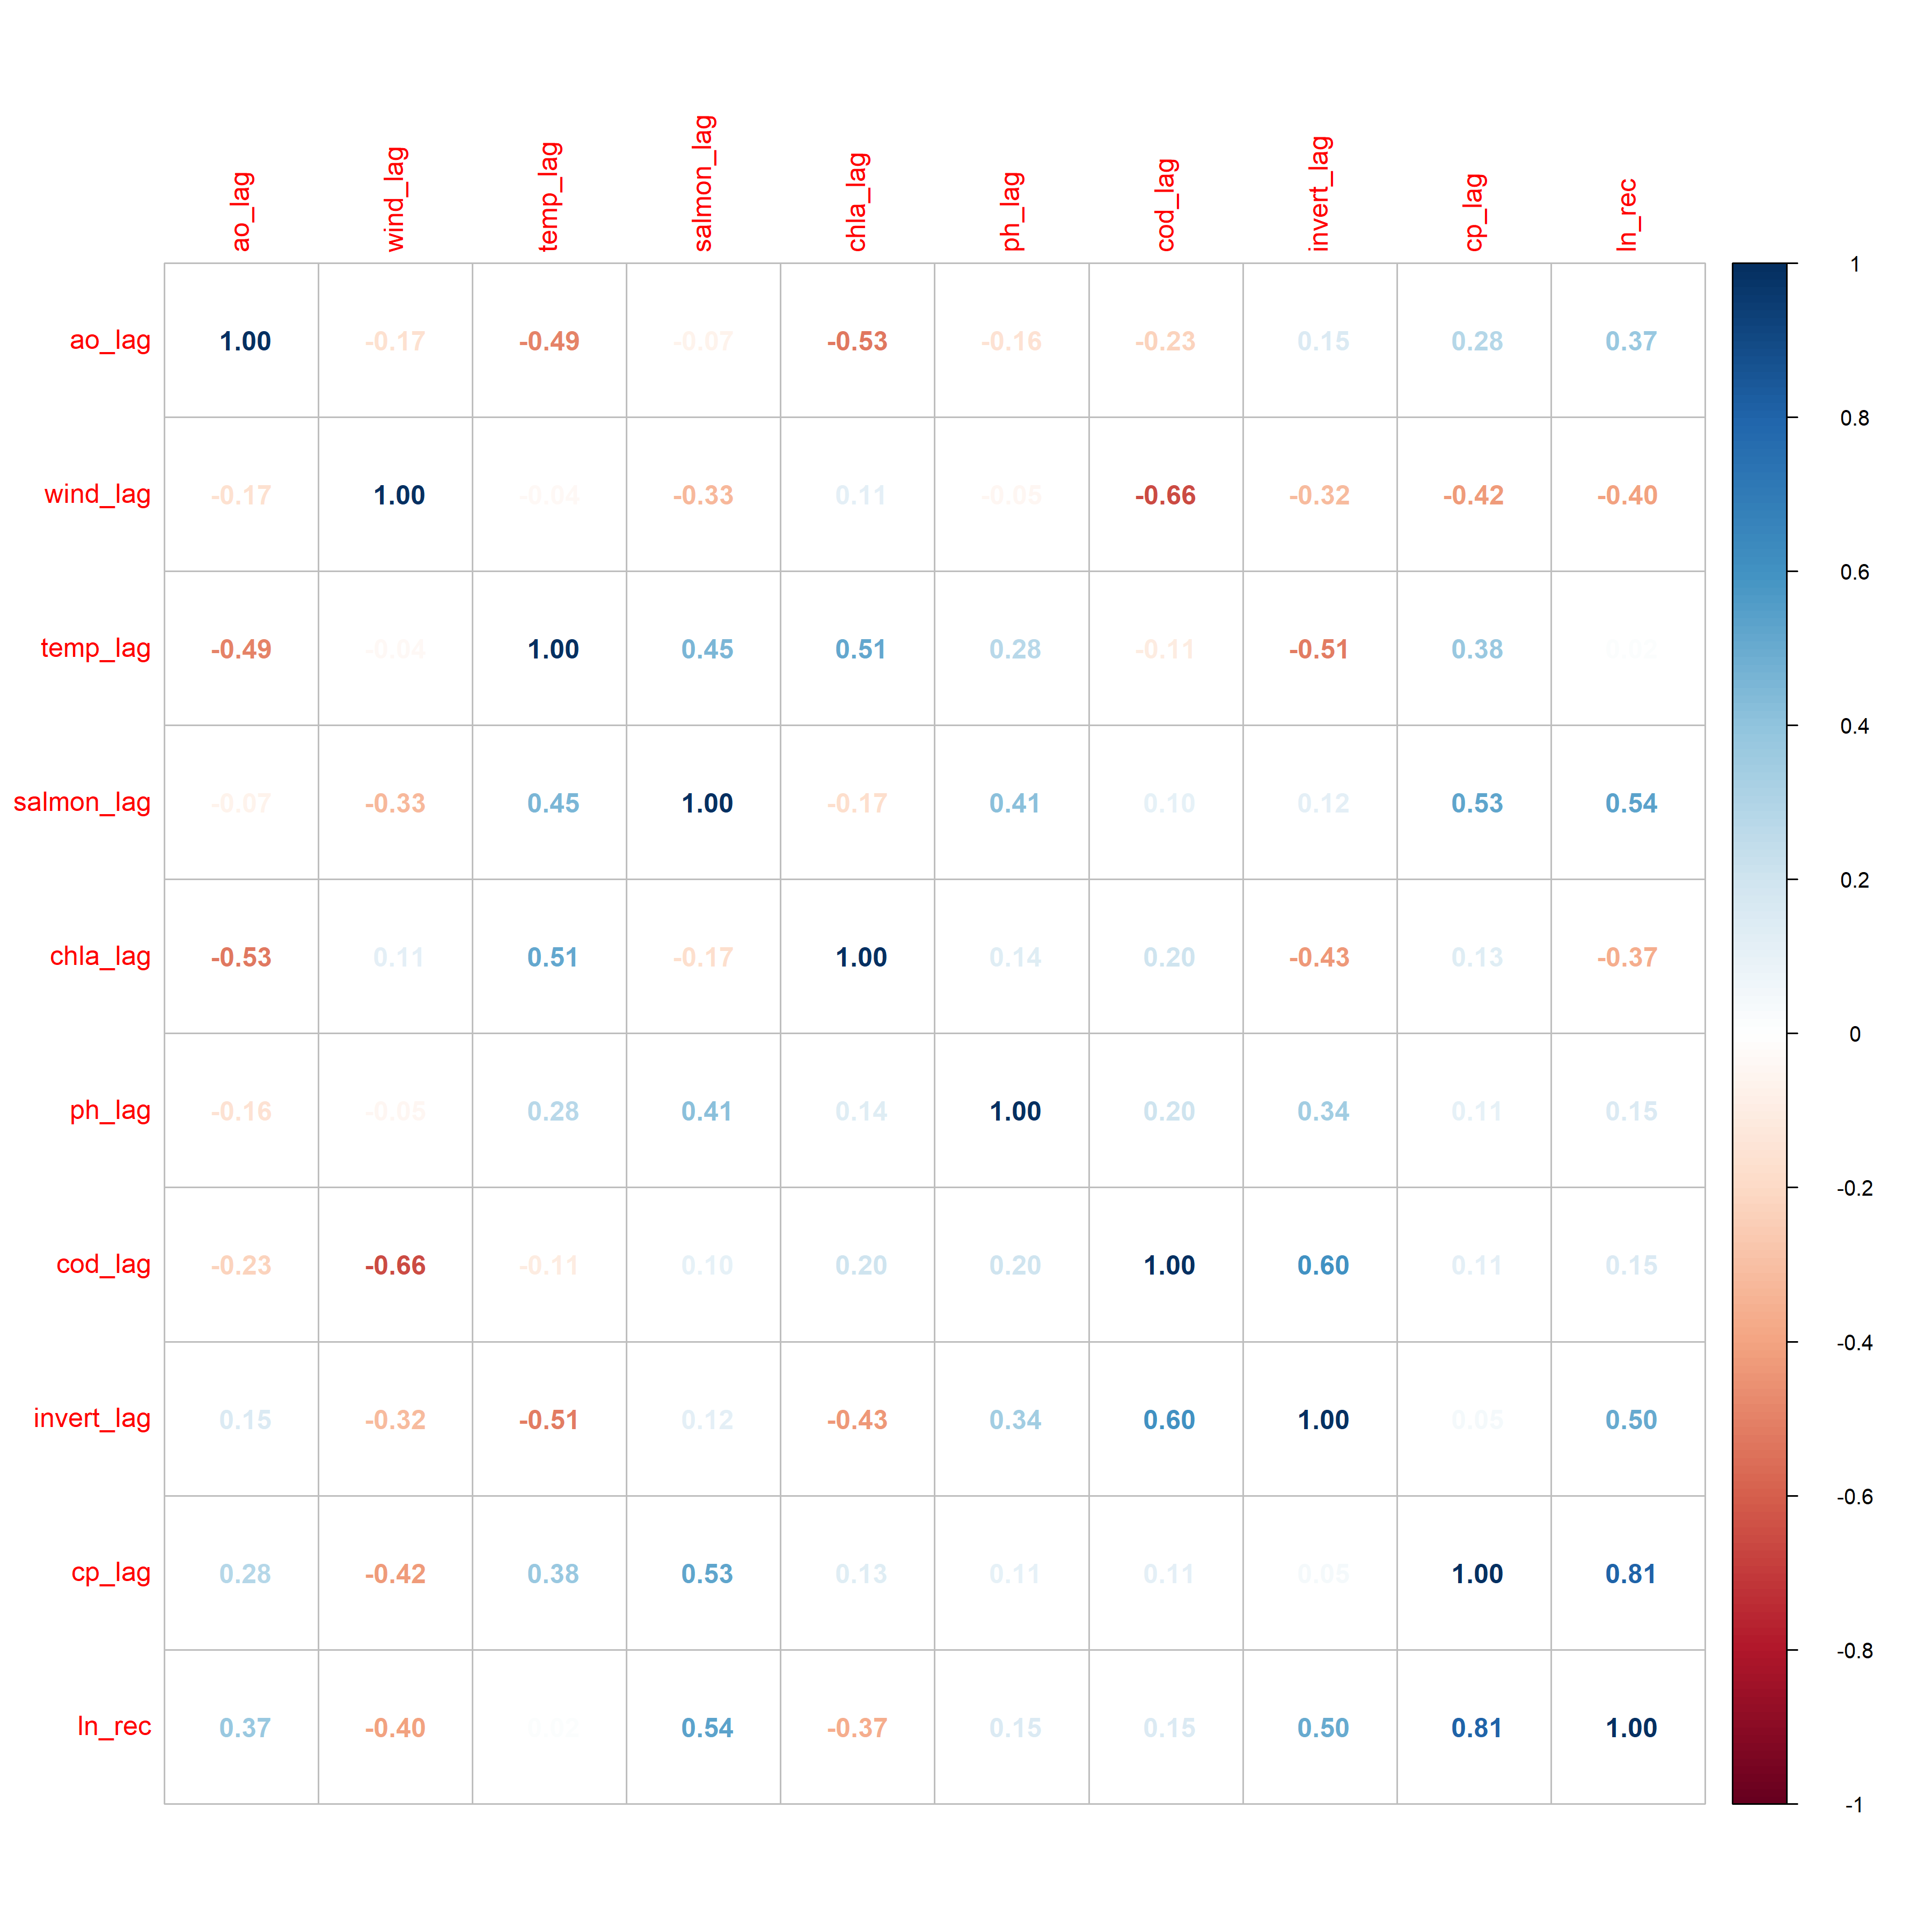 ao_lag wind_lag temp_lag salmon_lag chla_lag ph_lag cod_lag invert_lag cp_lag ln_rec
ao_lag 1.00 -0.17 -0.49 -0.07 -0.53 -0.16 -0.23 0.15 0.28 0.37
wind_lag -0.17 1.00 -0.04 -0.33 0.11 -0.05 -0.66 -0.32 -0.42 -0.40
temp_lag -0.49 -0.04 1.00 0.45 0.51 0.28 -0.11 -0.51 0.38 0.02
salmon_lag -0.07 -0.33 0.45 1.00 -0.17 0.41 0.10 0.12 0.53 0.54
chla_lag -0.53 0.11 0.51 -0.17 1.00 0.14 0.20 -0.43 0.13 -0.37
ph_lag -0.16 -0.05 0.28 0.41 0.14 1.00 0.20 0.34 0.11 0.15
cod_lag -0.23 -0.66 -0.11 0.10 0.20 0.20 1.00 0.60 0.11 0.15
invert_lag 0.15 -0.32 -0.51 0.12 -0.43 0.34 0.60 1.00 0.05 0.50
cp_lag 0.28 -0.42 0.38 0.53 0.13 0.11 0.11 0.05 1.00 0.81
ln_rec 0.37 -0.40 0.02 0.54 -0.37 0.15 0.15 0.50 0.81 1.00
1
0.8
0.6
0.4
0.2
0
-0.2
-0.4
-0.6
-0.8
-1